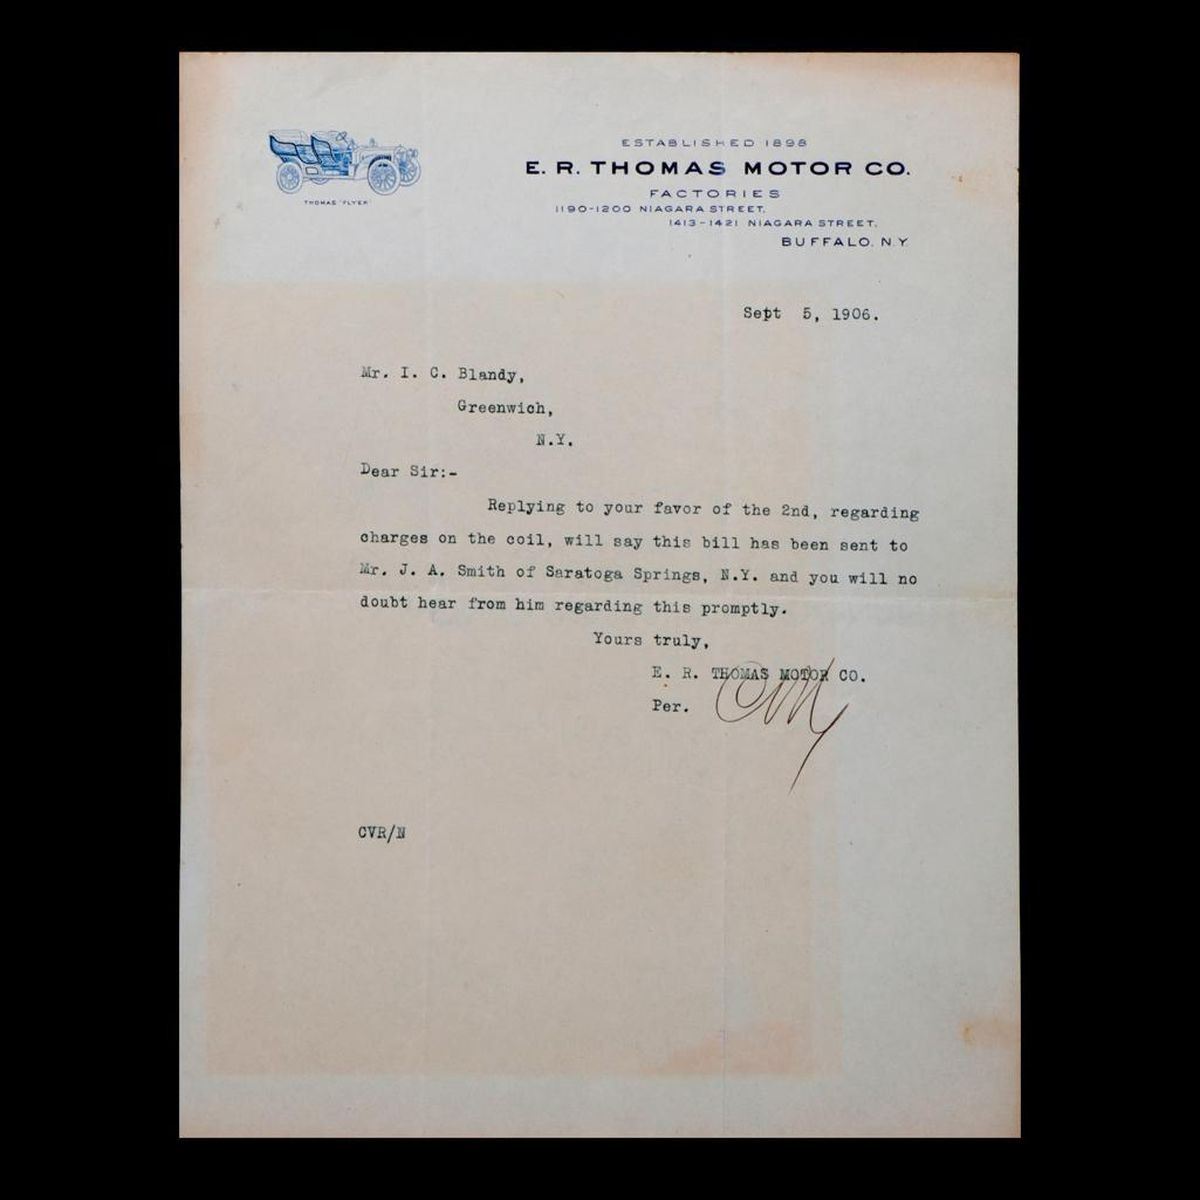 THOMAS "FLYER"
ESTABLISHED 1898
E. R. THOMAS MOTOR CO.
FACTORIES
1190-1200 NIAGARA STREET.
1413-1421 NIAGARA STREET.
BUFFALO. N.Y.
Sept 5, 1906.
Mr. I. C. Blandy,
Greenwich,
N.Y.
Dear Sir:-
Replying to your favor of the 2nd, regarding
charges on the coil, will say this bill has been sent to
Mr. J. A. Smith of Saratoga Springs, N.Y. and you will no
doubt hear from him regarding this promptly.
Yours truly,
E. R. THOMAS MOTOR CO.
Per.
CVR/N